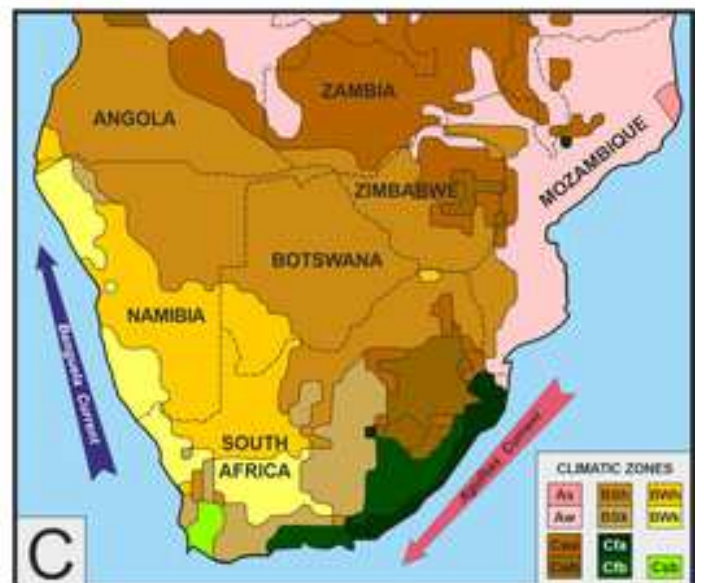 ANGOLA
ZAMBIA
MOZAMBIQUE
ZIMBABWE
BOTSWANA
NAMIBIA
Benguela Current
SOUTH
AFRICA
Agulhas Current
CLIMATIC ZONES
As BSh BWh
Aw BSk BWk
Cwa Cfa
Cwb Cfb Csb
C